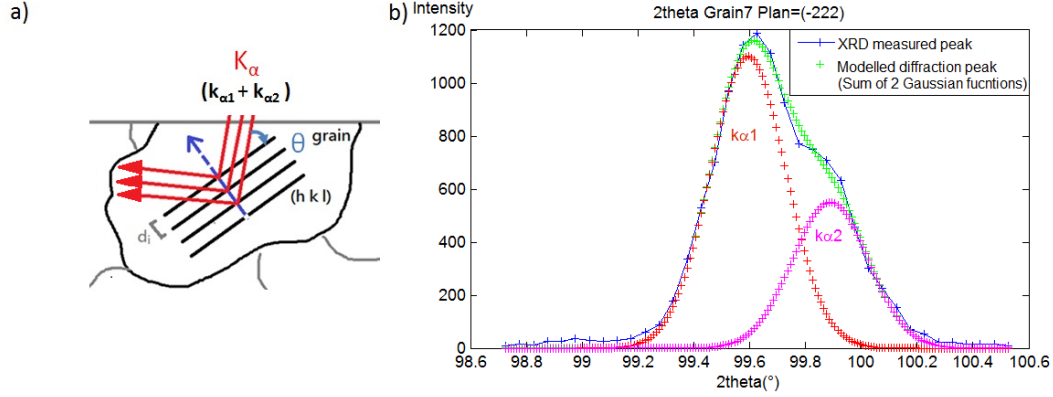 a)
Kα
(kα1 + kα2)
θ grain
(h k l)
di
b)
Intensity
2theta Grain7 Plan=(-222)
XRD measured peak
Modelled diffraction peak
(Sum of 2 Gaussian fucntions)
1200
1000
800
600
400
200
0
kα1
kα2
98.6 98.8 99 99.2 99.4 99.6 99.8 100 100.2 100.4 100.6
2theta(°)